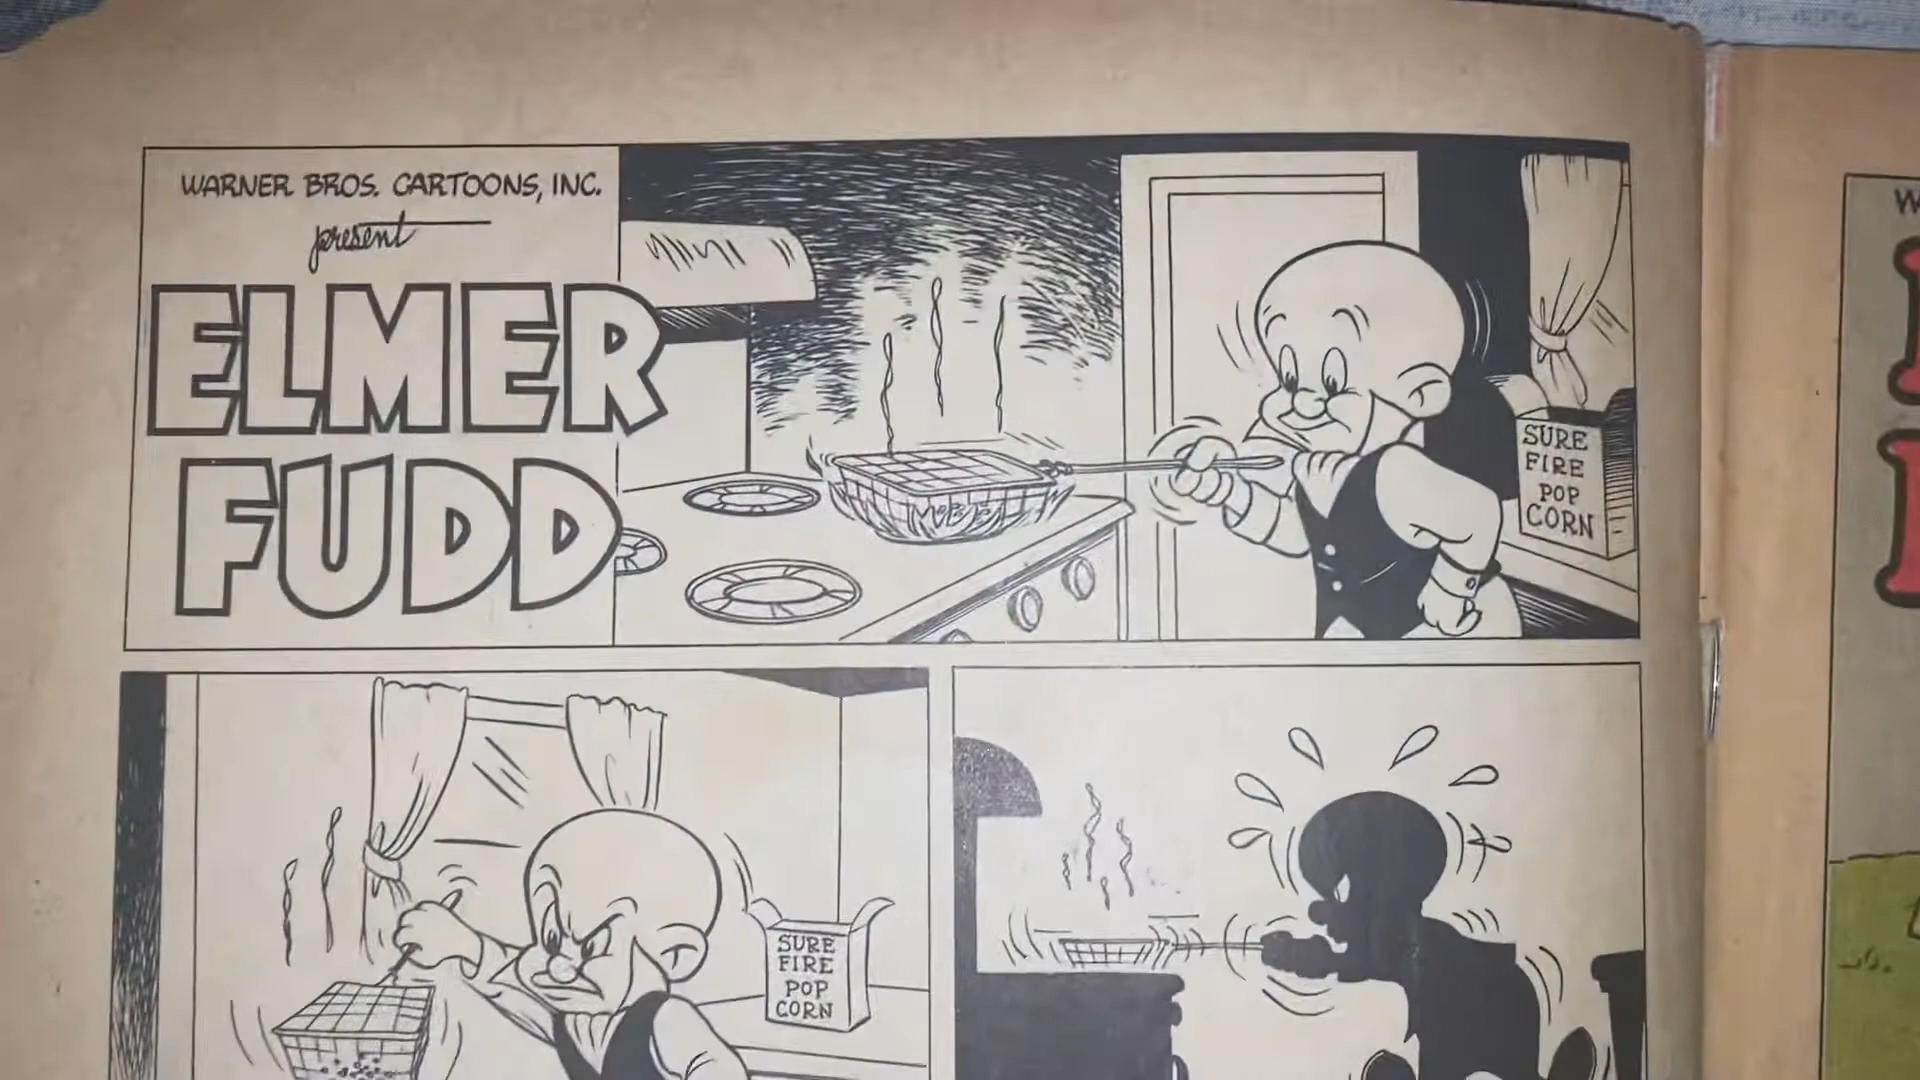 WARNER BROS. CARTOONS, INC.
present
ELMER
FUDD
SURE
FIRE
POP
CORN
SURE
FIRE
POP
CORN